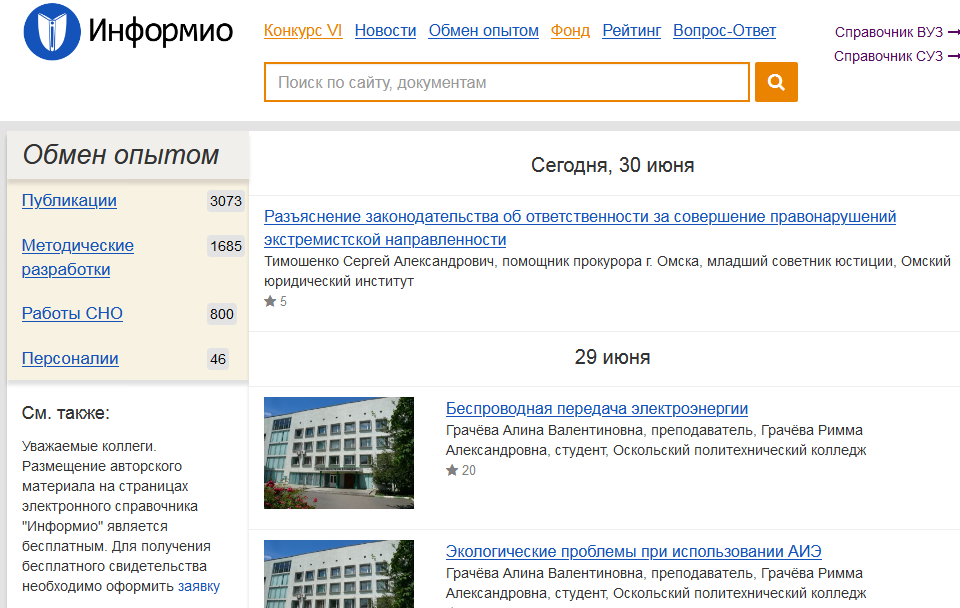 Информио
Конкурс VI Новости Обмен опытом Фонд Рейтинг Вопрос-Ответ
Справочник ВУЗ →
Справочник СУЗ →
Поиск по сайту, документам
Обмен опытом
Публикации 3073
Методические разработки 1685
Работы СНО 800
Персоналии 46
См. также:
Уважаемые коллеги.
Размещение авторского
материала на страницах
электронного справочника
"Информио" является
бесплатным. Для получения
бесплатного свидетельства
необходимо оформить заявку
Сегодня, 30 июня
Разъяснение законодательства об ответственности за совершение правонарушений
экстремистской направленности
Тимошенко Сергей Александрович, помощник прокурора г. Омска, младший советник юстиции, Омский
юридический институт
★ 5
29 июня
Беспроводная передача электроэнергии
Грачёва Алина Валентиновна, преподаватель, Грачёва Римма
Александровна, студент, Оскольский политехнический колледж
★ 20
Экологические проблемы при использовании АИЭ
Грачёва Алина Валентиновна, преподаватель, Грачёва Римма
Александровна, студент, Оскольский политехнический колледж